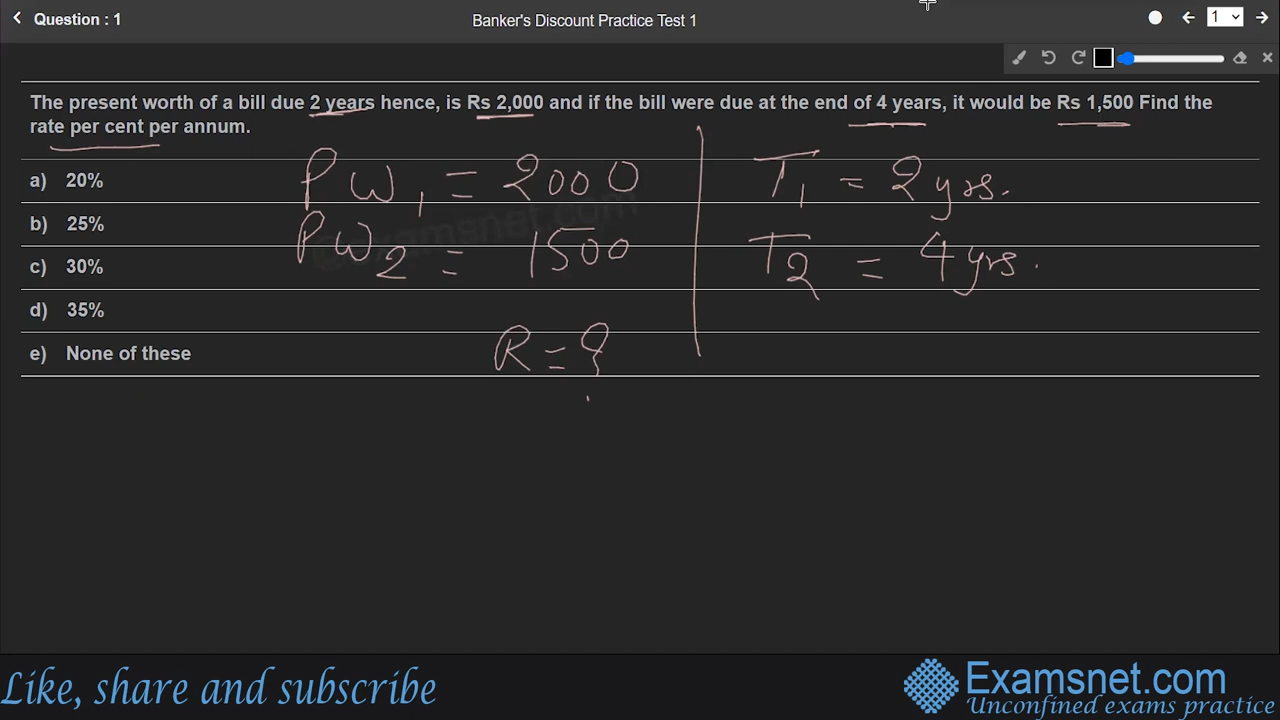 Question : 1
Banker's Discount Practice Test 1
1
The present worth of a bill due 2 years hence, is Rs 2,000 and if the bill were due at the end of 4 years, it would be Rs 1,500 Find the
rate per cent per annum.
a) 20%
b) 25%
c) 30%
d) 35%
e) None of these
PW1 = 2000
T1 = 2 yrs.
PW2 = 1500
T2 = 4 yrs.
R = ?
@examsnet.com
Like, share and subscribe
Examsnet.com
Unconfined exams practice